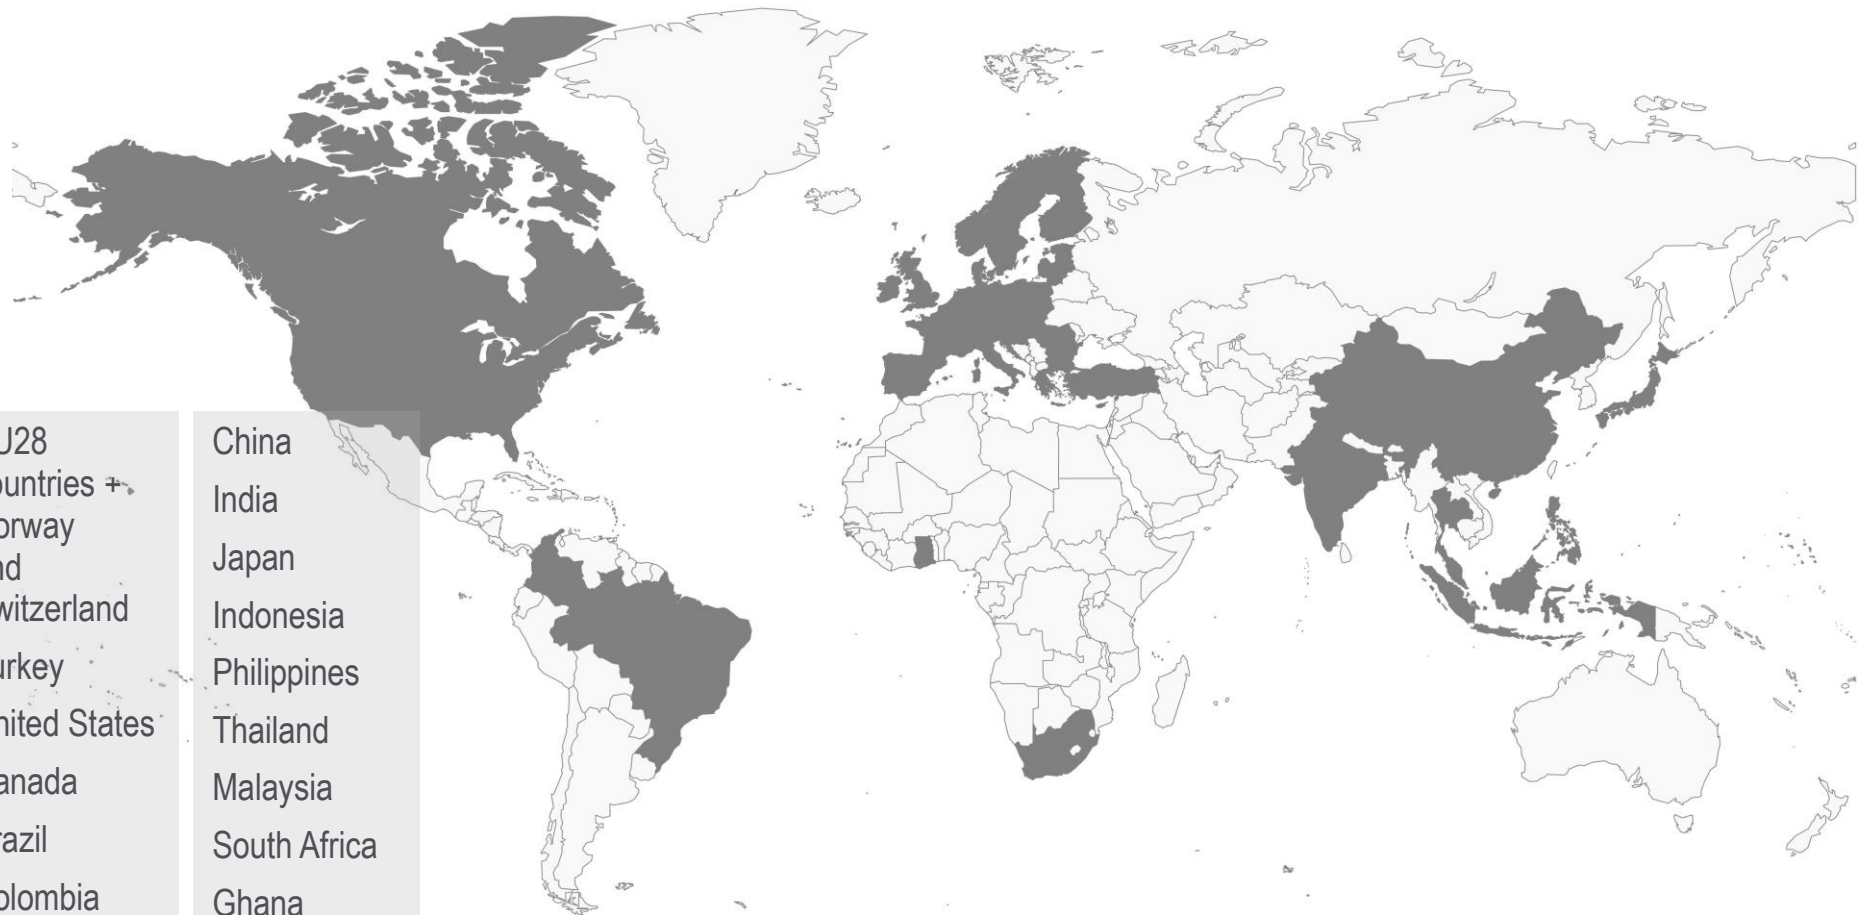 U28
ountries +
orway
nd
witzerland
urkey
nited States
anada
razil
olombia
China
India
Japan
Indonesia
Philippines
Thailand
Malaysia
South Africa
Ghana